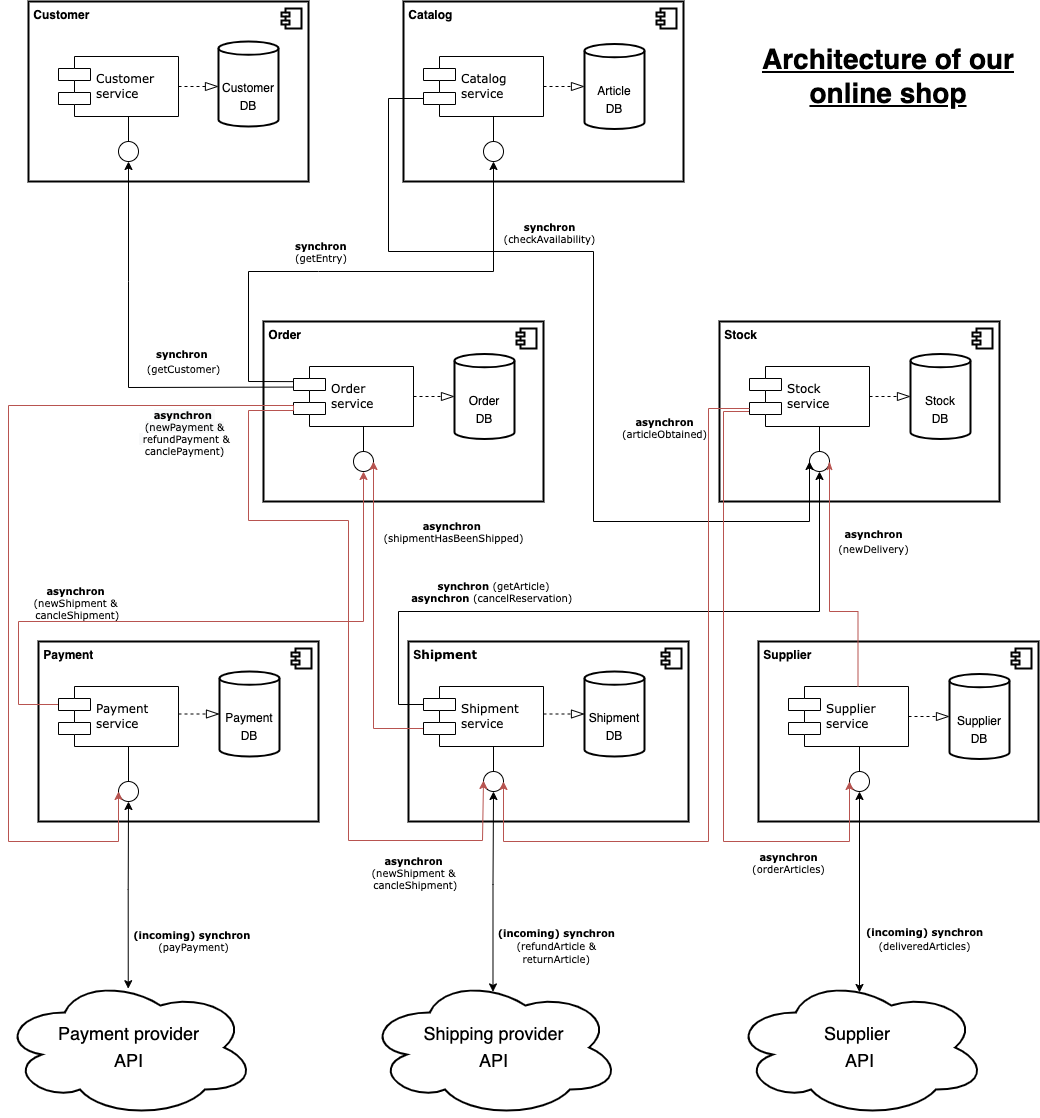 Customer
Catalog
Architecture of our
online shop
Customer
service
Customer
DB
Catalog
service
Article
DB
synchron
(checkAvailability)
synchron
(getEntry)
Order
Stock
synchron
(getCustomer)
Order
service
Order
DB
Stock
service
Stock
DB
asynchron
(newPayment &
refundPayment &
canclePayment)
asynchron
(articleObtained)
asynchron
(shipmentHasBeenShipped)
asynchron
(newDelivery)
asynchron
(newShipment &
cancleShipment)
synchron (getArticle)
asynchron (cancelReservation)
Payment
Shipment
Supplier
Payment
service
Payment
DB
Shipment
service
Shipment
DB
Supplier
service
Supplier
DB
asynchron
(newShipment &
cancleShipment)
asynchron
(orderArticles)
(incoming) synchron
(payPayment)
(incoming) synchron
(refundArticle &
returnArticle)
(incoming) synchron
(deliveredArticles)
Payment provider
API
Shipping provider
API
Supplier
API